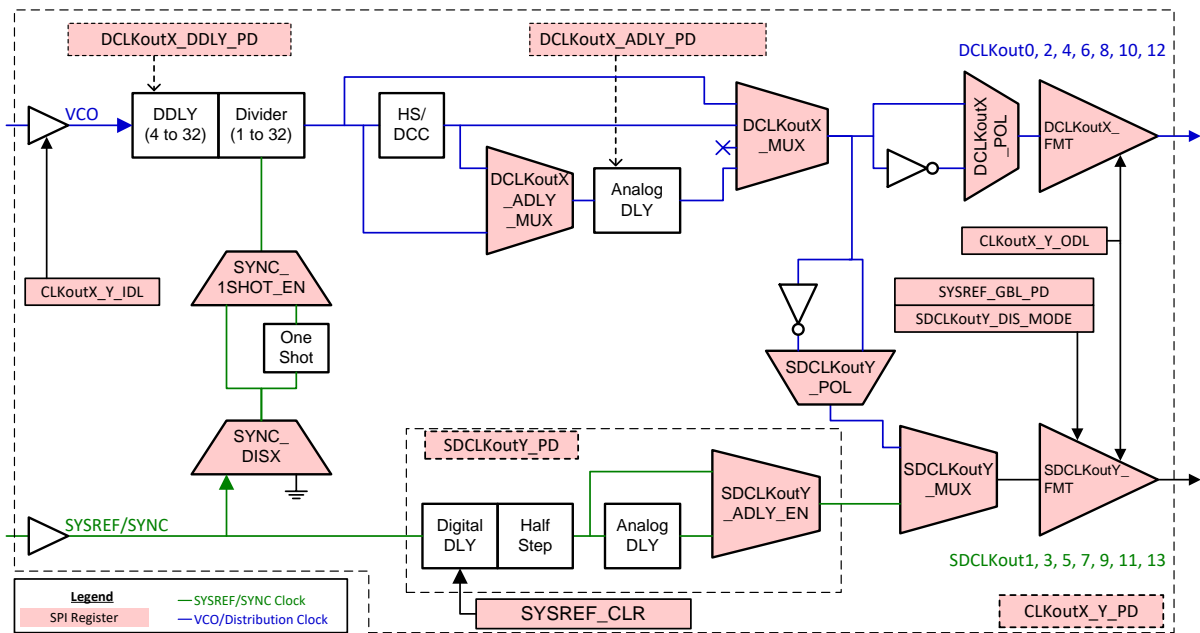 DCLKoutX_DDLY_PD
DCLKoutX_ADLY_PD
DCLKout0, 2, 4, 6, 8, 10, 12
VCO
DDLY
(4 to 32)
Divider
(1 to 32)
HS/
DCC
DCLKoutX
_MUX
DCLKoutX
_POL
DCLKoutX_
FMT
DCLKoutX
_ADLY
_MUX
Analog
DLY
CLKoutX_Y_ODL
CLKoutX_Y_IDL
SYNC_
1SHOT_EN
SYSREF_GBL_PD
SDCLKoutY_DIS_MODE
One
Shot
SDCLKoutY
_POL
SYNC_
DISX
SDCLKoutY_PD
SDCLKoutY
_ADLY_EN
SDCLKoutY
_MUX
SDCLKoutY_
FMT
SYSREF/SYNC
Digital
DLY
Half
Step
Analog
DLY
SDCLKout1, 3, 5, 7, 9, 11, 13
Legend
SPI Register
SYSREF/SYNC Clock
VCO/Distribution Clock
SYSREF_CLR
CLKoutX_Y_PD